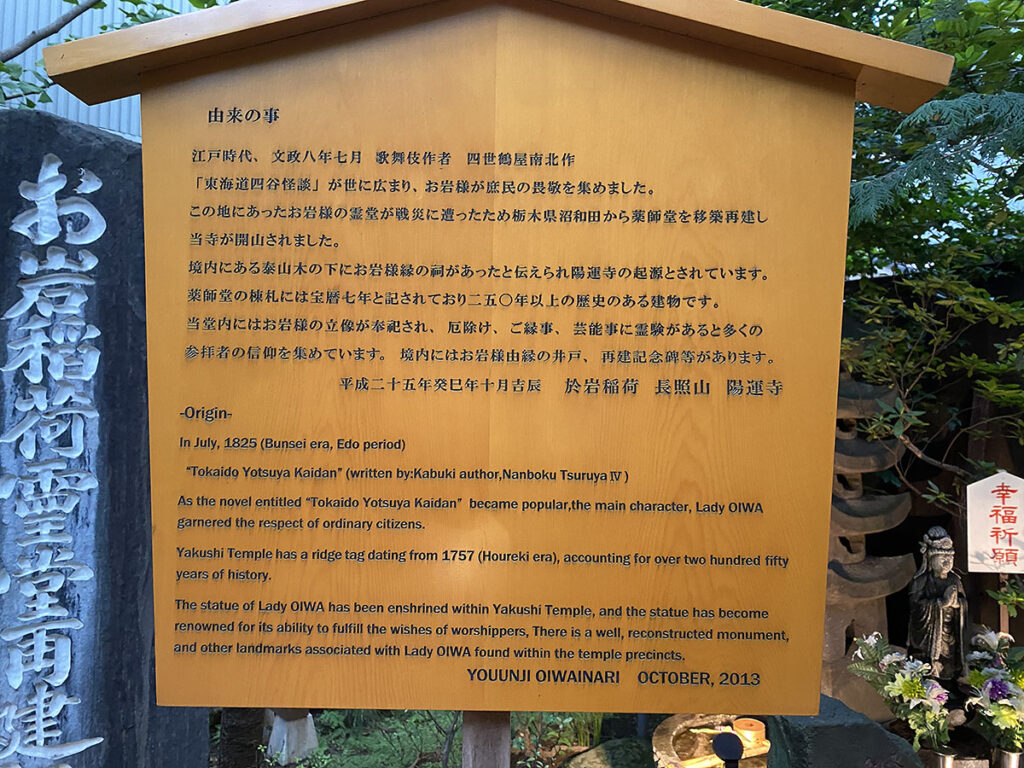 由来の事
江戸時代、文政八年七月　歌舞伎作者　四世鶴屋南北作
「東海道四谷怪談」が世に広まり、お岩様が庶民の畏敬を集めました。
この地にあったお岩様の霊堂が戦災に遭ったため栃木県沼和田から薬師堂を移築再建し
当寺が開山されました。
境内にある泰山木の下にお岩様縁の祠があったと伝えられ陽運寺の起源とされています。
薬師堂の棟札には宝暦七年と記されており二五〇年以上の歴史のある建物です。
当堂内にはお岩様の立像が奉祀され、厄除け、ご縁事、芸能事に霊験があると多くの
参拝者の信仰を集めています。境内にはお岩様由縁の井戸、再建記念碑等があります。
平成二十五年癸巳年十月吉辰　於岩稲荷　長照山　陽運寺
-Origin-
In July, 1825 (Bunsei era, Edo period)
“Tokaido Yotsuya Kaidan” (written by:Kabuki author,Nanboku Tsuruya Ⅳ)
As the novel entitled “Tokaido Yotsuya Kaidan” became popular,the main character, Lady OIWA
garnered the respect of ordinary citizens.
Yakushi Temple has a ridge tag dating from 1757 (Houreki era), accounting for over two hundred fifty
years of history.
The statue of Lady OIWA has been enshrined within Yakushi Temple, and the statue has become
renowned for its ability to fulfill the wishes of worshippers, There is a well, reconstructed monument,
and other landmarks associated with Lady OIWA found within the temple precincts.
YOUUNJI OIWAINARI OCTOBER, 2013
お岩稲荷霊堂再建
幸福祈願